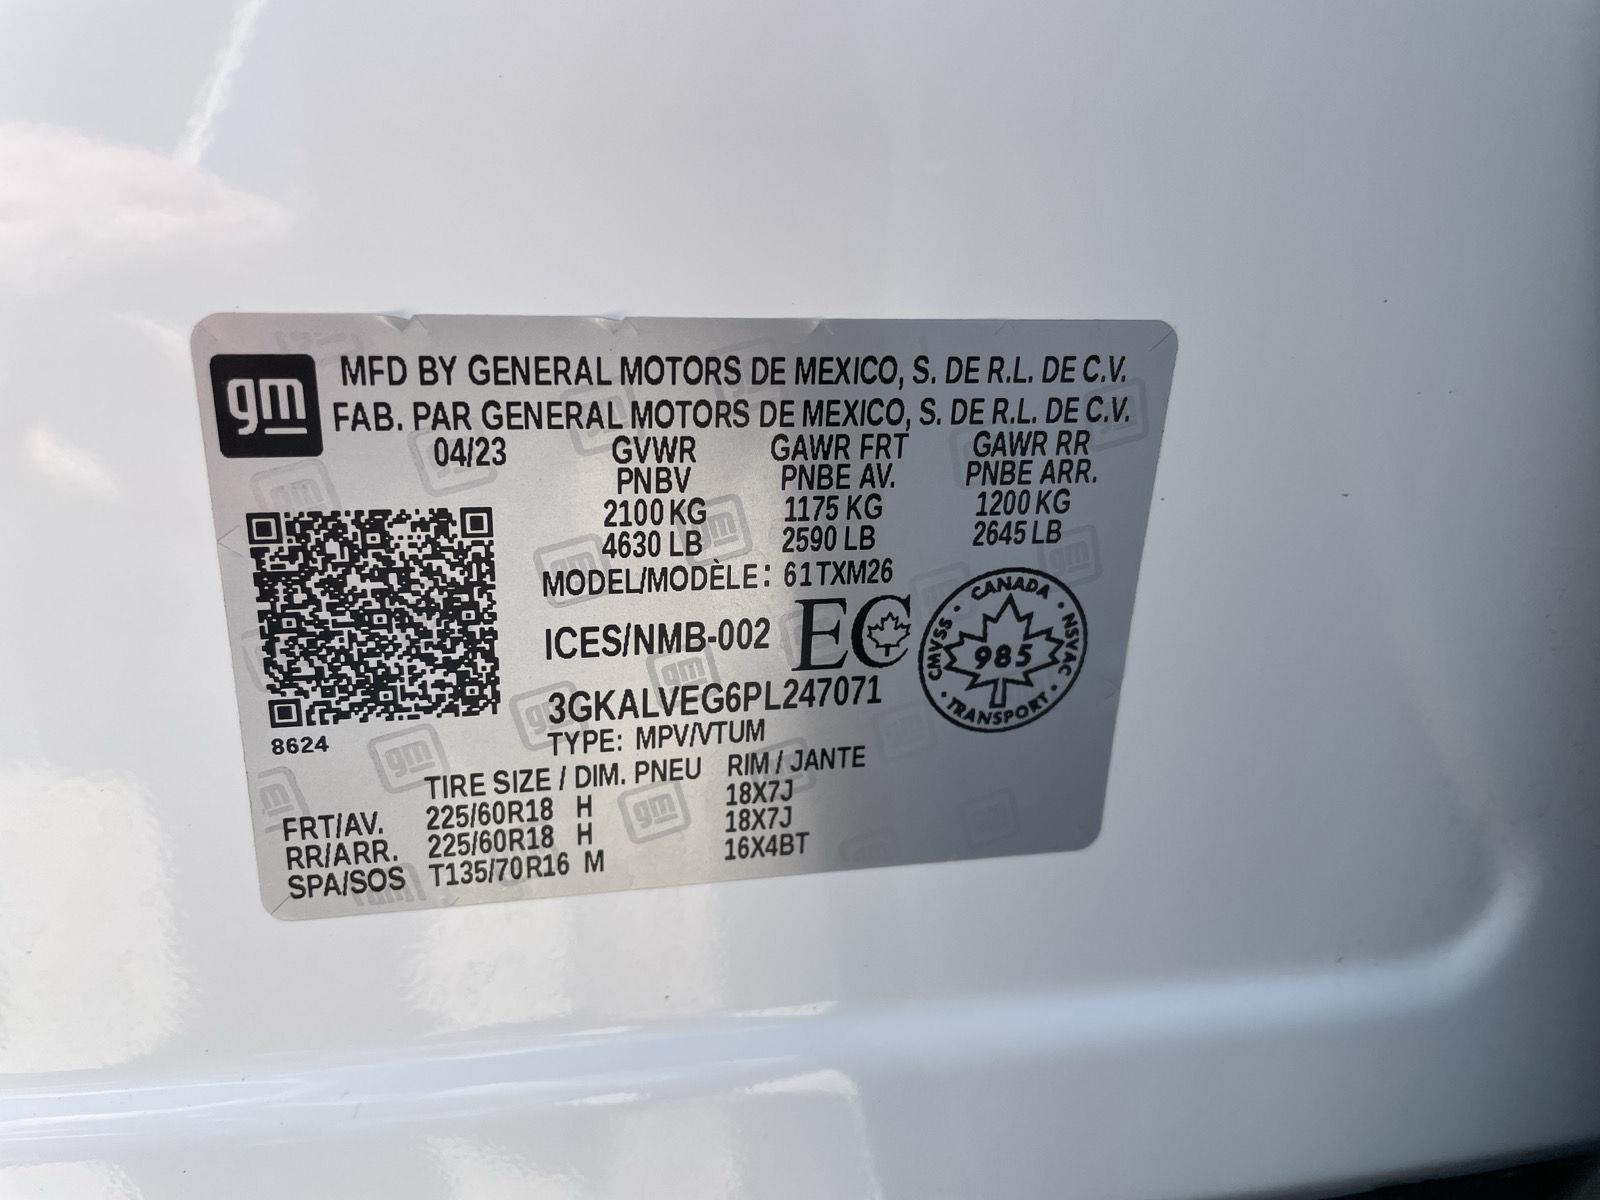 gm
MFD BY GENERAL MOTORS DE MEXICO, S. DE R.L. DE C.V.
FAB. PAR GENERAL MOTORS DE MEXICO, S. DE R.L. DE C.V.
04/23 GVWR GAWR FRT GAWR RR
PNBV PNBE AV. PNBE ARR.
2100 KG 1175 KG 1200 KG
4630 LB 2590 LB 2645 LB
MODEL/MODÈLE: 61TXM26
ICES/NMB-002 EC
CANADA
CMVSS 985 NSVAC
TRANSPORT
3GKALVEG6PL247071
8624
TYPE: MPV/VTUM
TIRE SIZE / DIM. PNEU RIM / JANTE
FRT/AV. 225/60R18 H 18X7J
RR/ARR. 225/60R18 H 18X7J
SPA/SOS T135/70R16 M 16X4BT